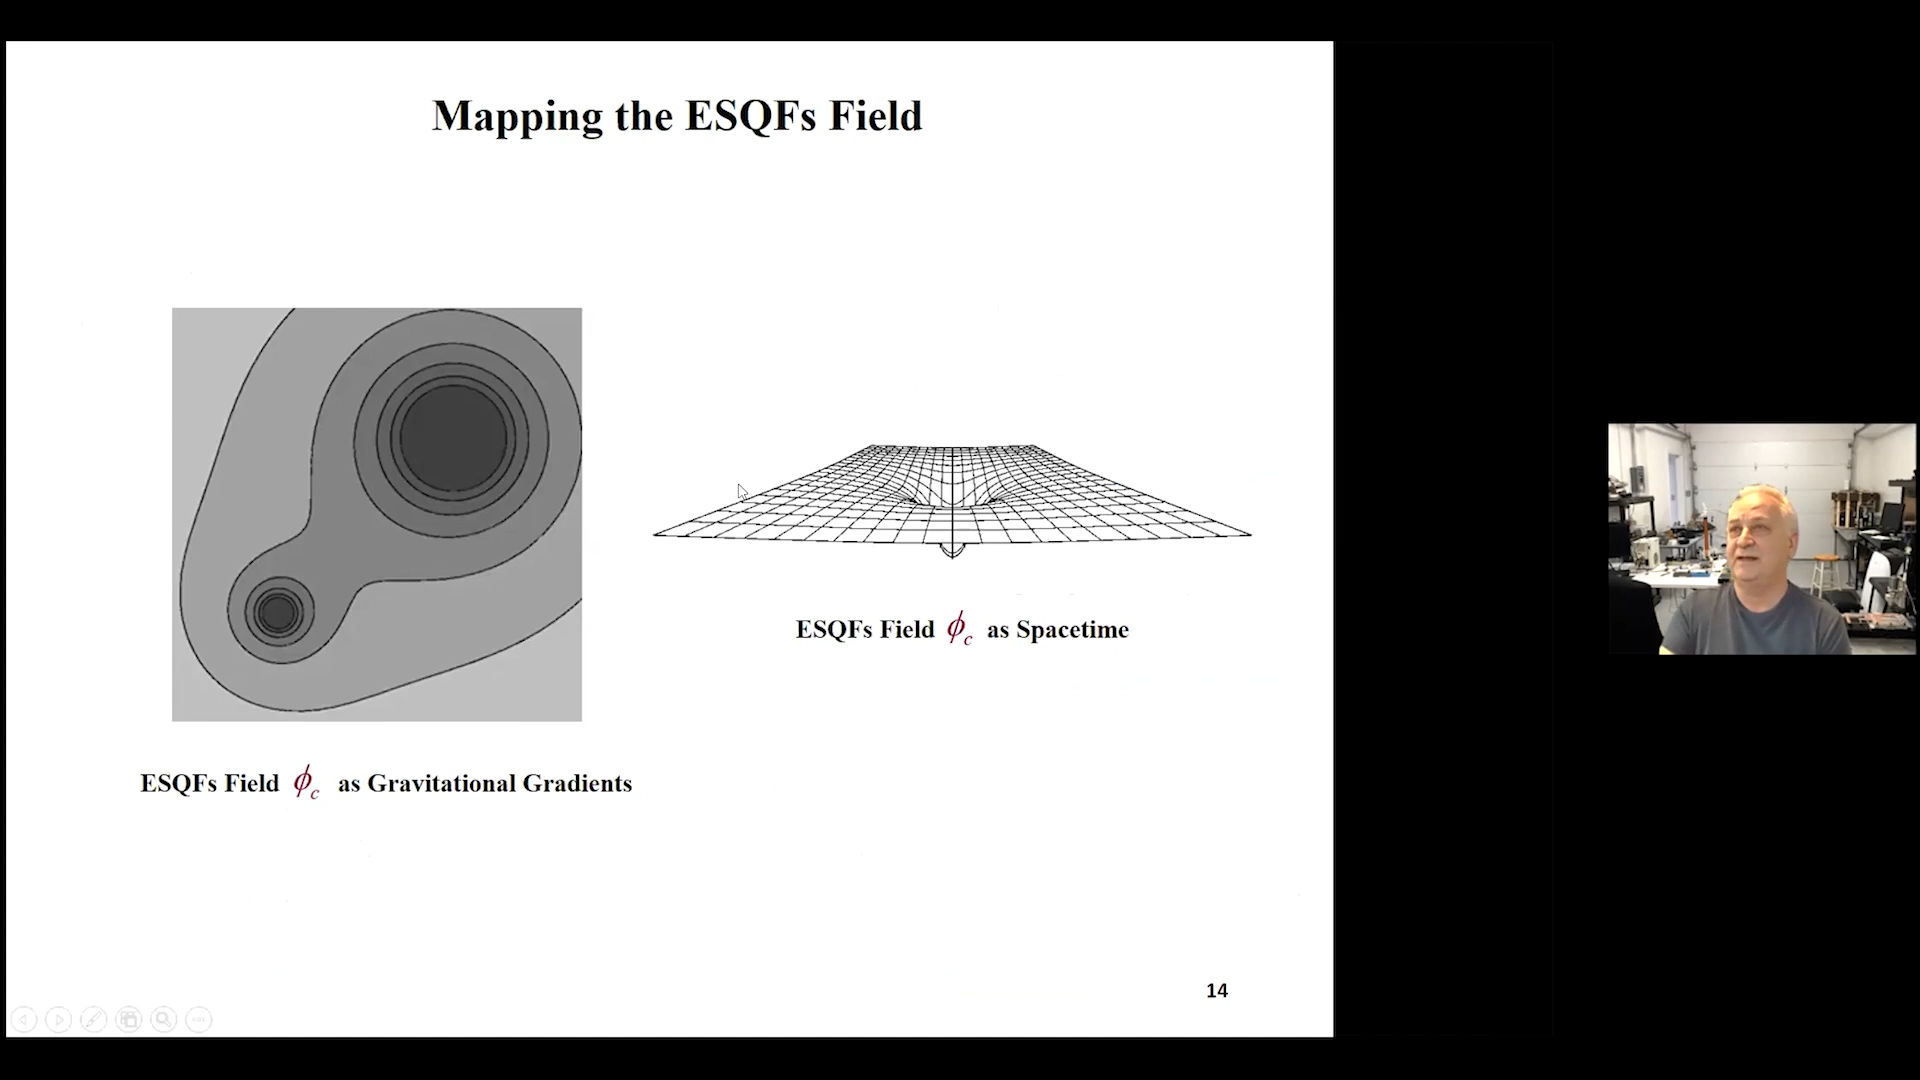 Mapping the ESQFs Field
ESQFs Field ϕc as Spacetime
ESQFs Field ϕc as Gravitational Gradients
14